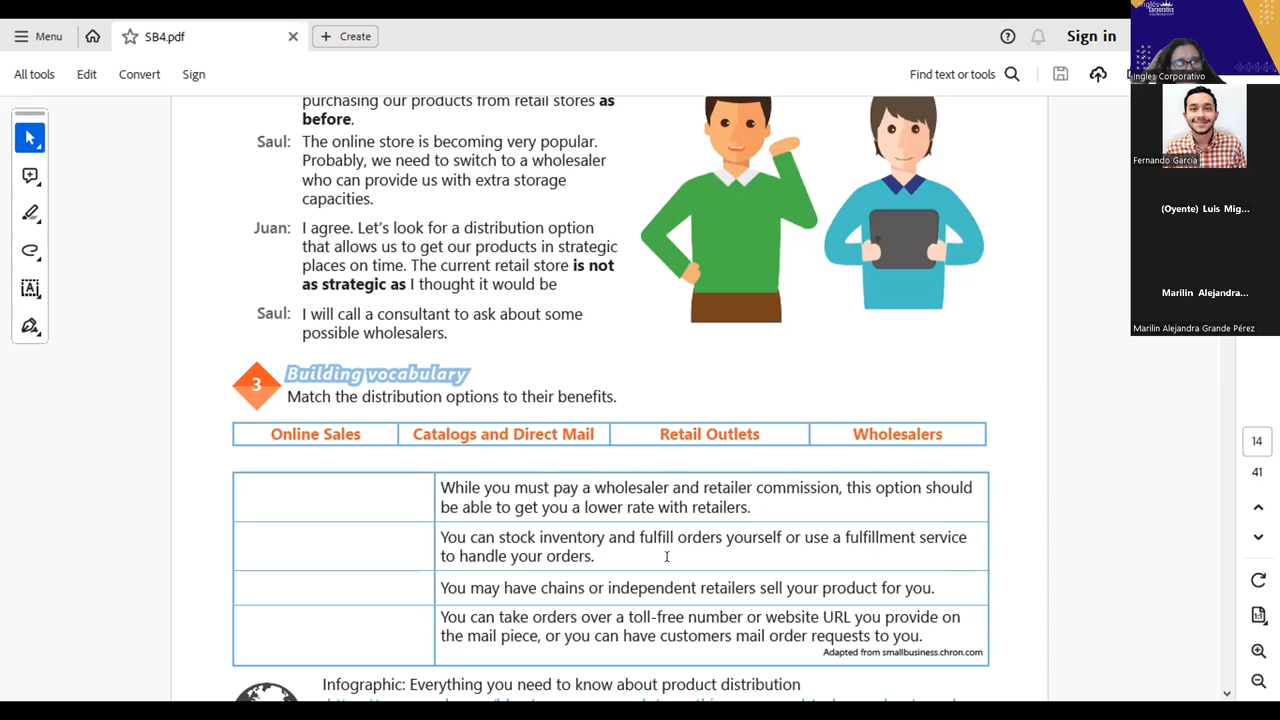 Menu
SB4.pdf
Create
Sign in
All tools
Edit
Convert
Sign
Find text or tools
purchasing our products from retail stores as
before.
Saul: The online store is becoming very popular.
Probably, we need to switch to a wholesaler
who can provide us with extra storage
capacities.
Juan: I agree. Let's look for a distribution option
that allows us to get our products in strategic
places on time. The current retail store is not
as strategic as I thought it would be
Saul: I will call a consultant to ask about some
possible wholesalers.
3 Building vocabulary
Match the distribution options to their benefits.
Online Sales Catalogs and Direct Mail Retail Outlets Wholesalers
While you must pay a wholesaler and retailer commission, this option should
be able to get you a lower rate with retailers.
You can stock inventory and fulfill orders yourself or use a fulfillment service
to handle your orders.
You may have chains or independent retailers sell your product for you.
You can take orders over a toll-free number or website URL you provide on
the mail piece, or you can have customers mail order requests to you.
Adapted from smallbusiness.chron.com
Infographic: Everything you need to know about product distribution
14
41
Inglés
Corporativo
Ingles Corporativo
Fernando García
(Oyente) Luis Mig...
Marilin Alejandra...
Marilin Alejandra Grande Pérez